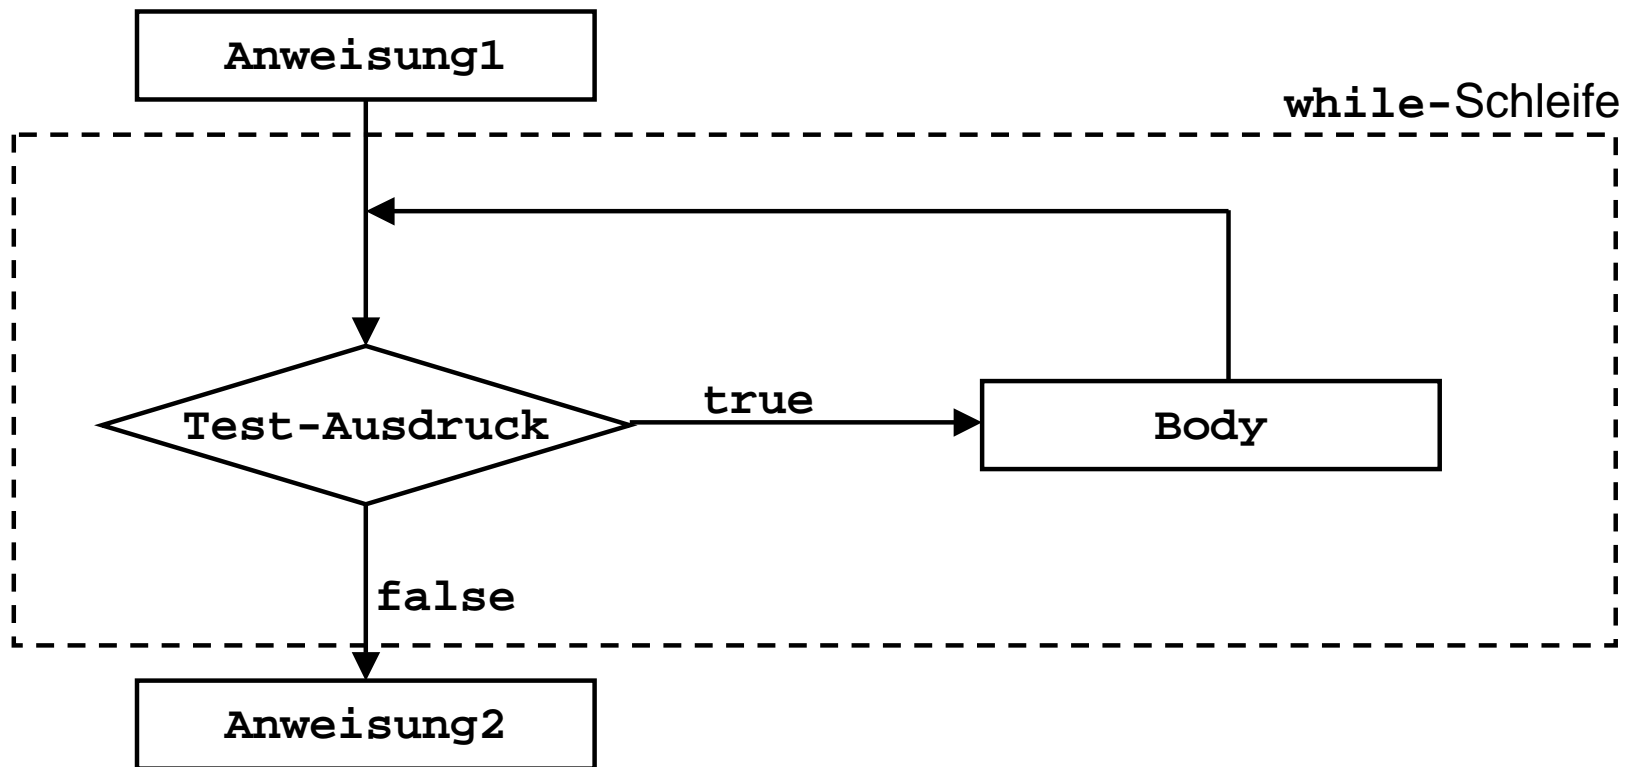 Anweisung1
while-Schleife
true
Test-Ausdruck
Body
false
Anweisung2